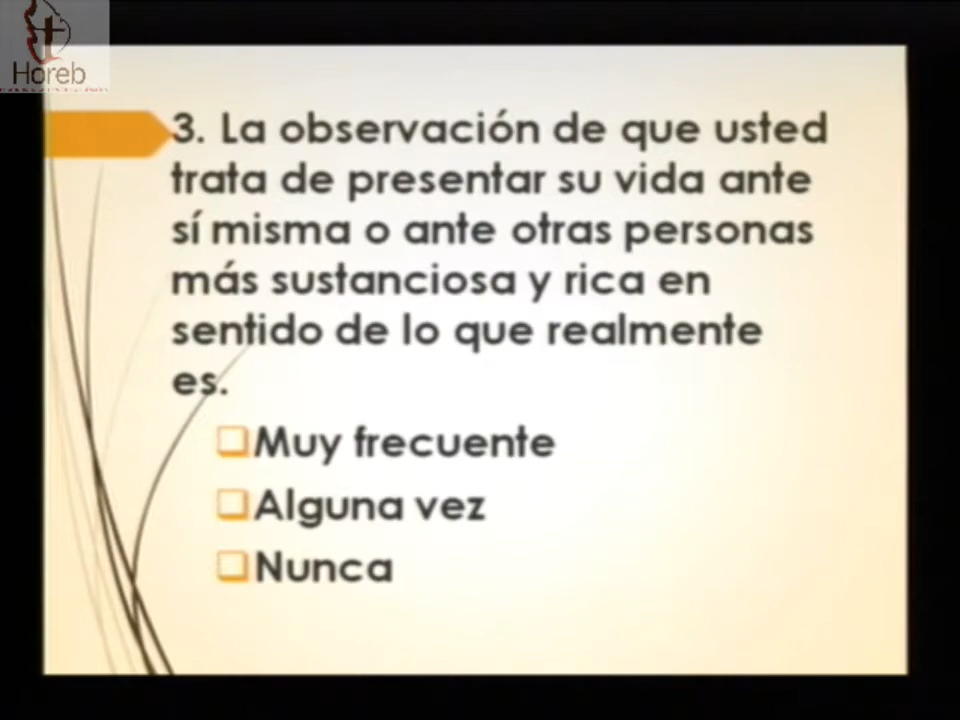 Horeb
3. La observación de que usted
trata de presentar su vida ante
sí misma o ante otras personas
más sustanciosa y rica en
sentido de lo que realmente
es.
Muy frecuente
Alguna vez
Nunca